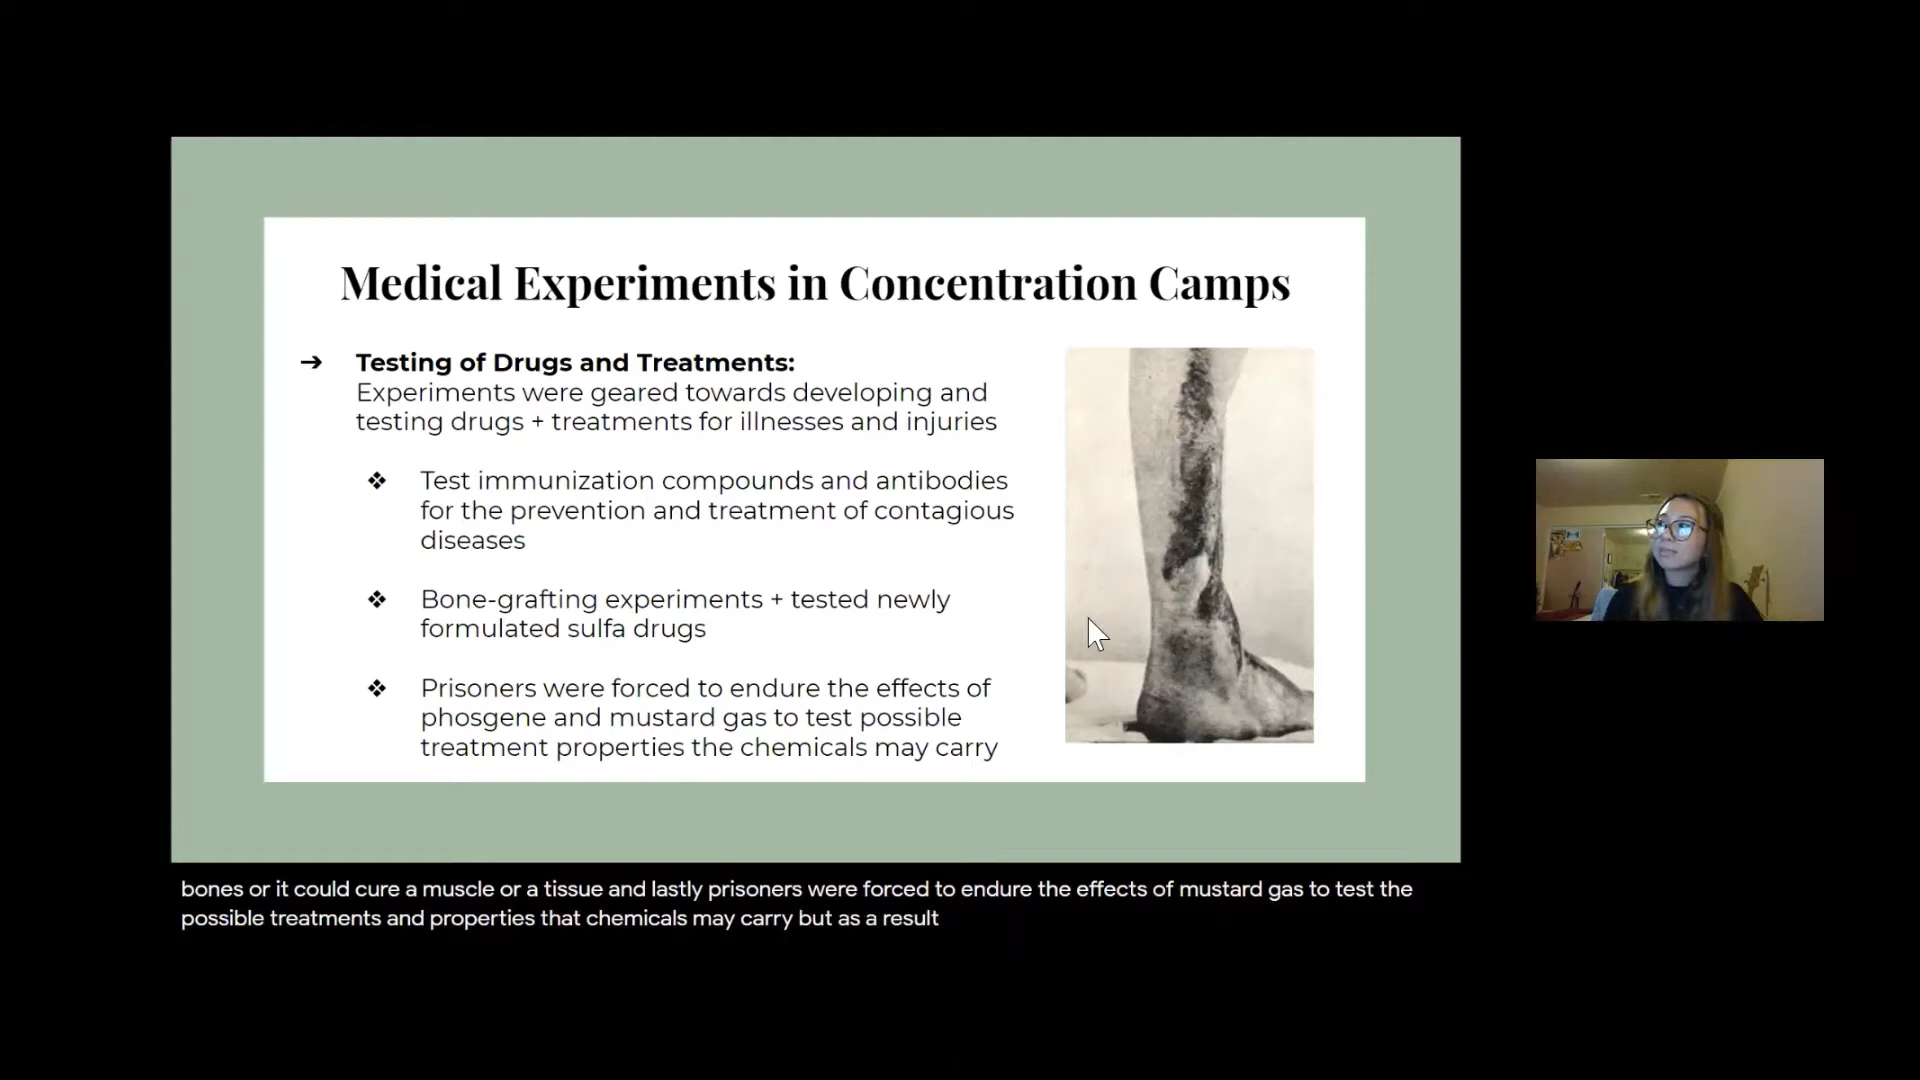 Medical Experiments in Concentration Camps
➔ Testing of Drugs and Treatments:
Experiments were geared towards developing and
testing drugs + treatments for illnesses and injuries
❖ Test immunization compounds and antibodies
for the prevention and treatment of contagious
diseases
❖ Bone-grafting experiments + tested newly
formulated sulfa drugs
❖ Prisoners were forced to endure the effects of
phosgene and mustard gas to test possible
treatment properties the chemicals may carry
bones or it could cure a muscle or a tissue and lastly prisoners were forced to endure the effects of mustard gas to test the
possible treatments and properties that chemicals may carry but as a result